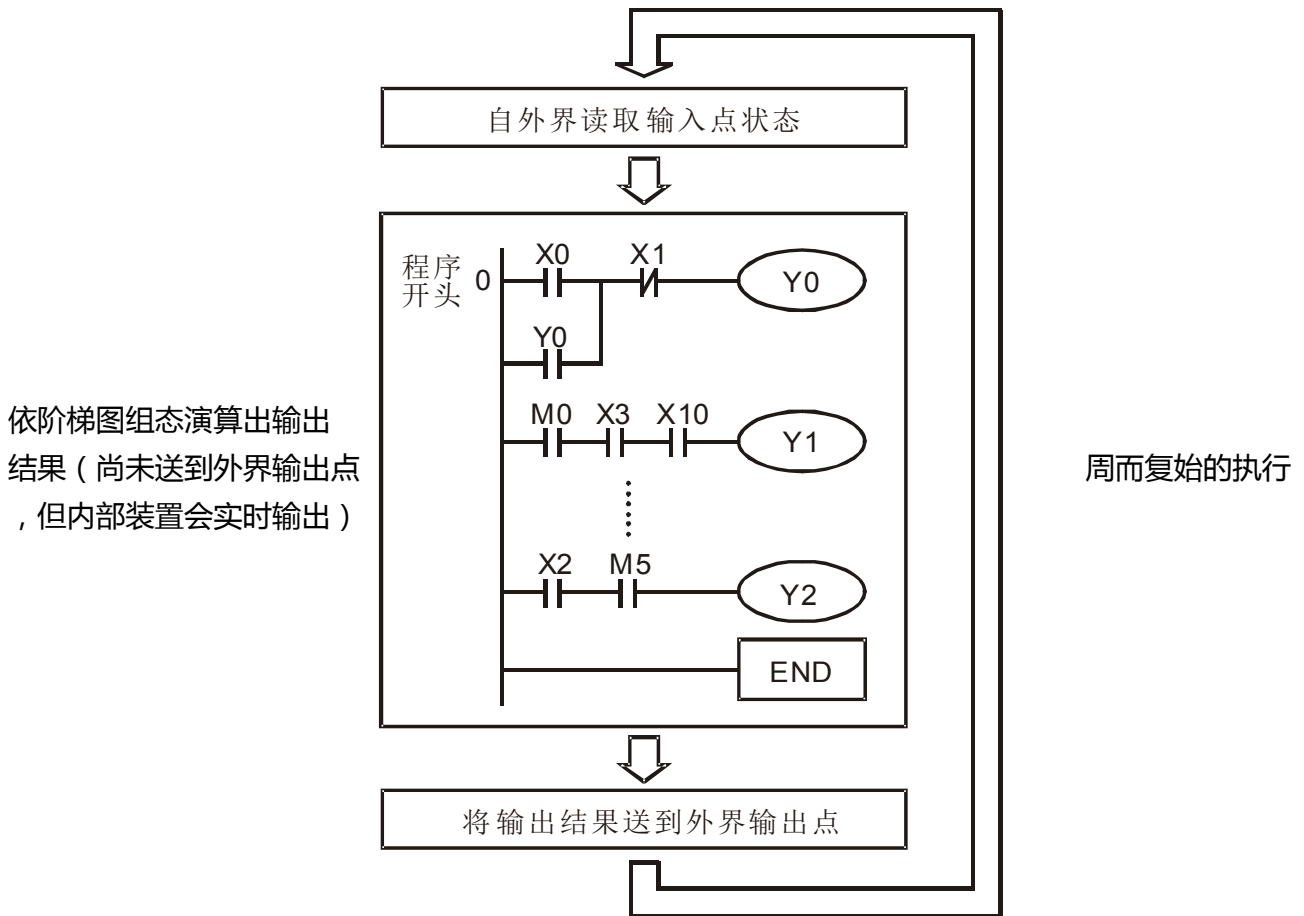 自外界读取输入点状态
程序
开头
0
X0
X1
Y0
Y0
依阶梯图组态演算出输出
结果（尚未送到外界输出点
，但内部装置会实时输出）
M0
X3
X10
Y1
周而复始的执行
X2
M5
Y2
END
将输出结果送到外界输出点